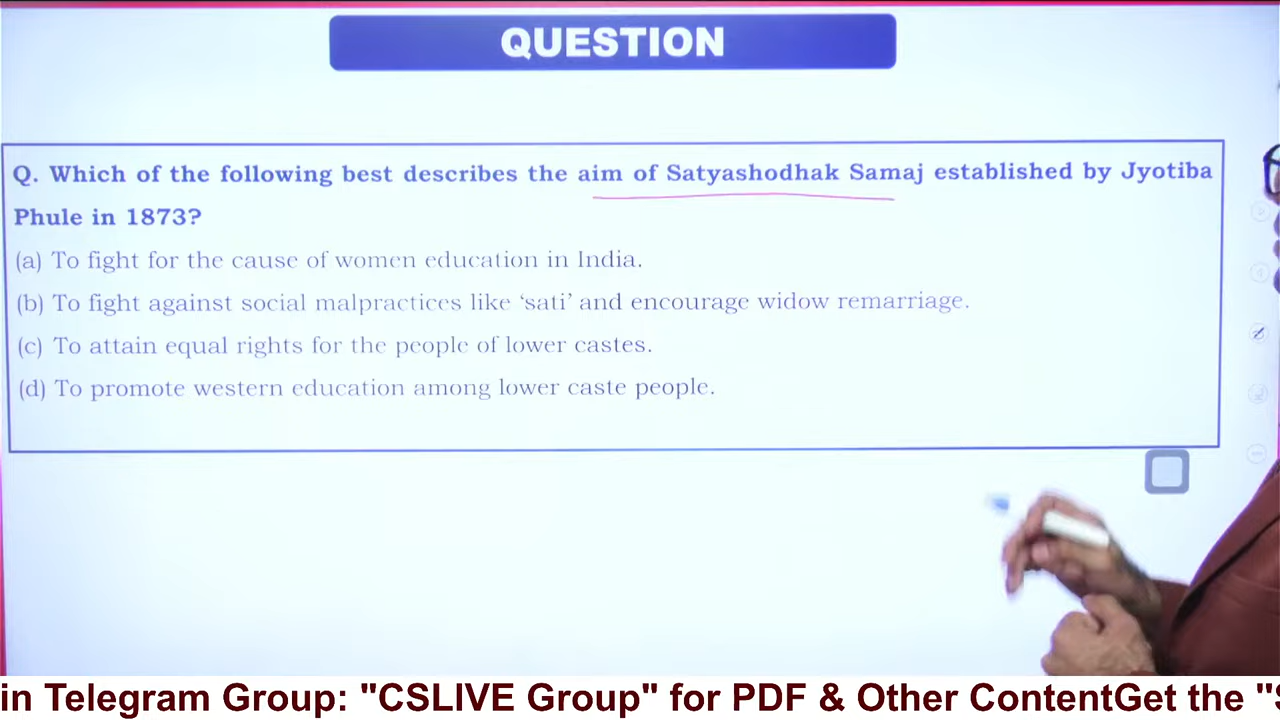 QUESTION
Q. Which of the following best describes the aim of Satyashodhak Samaj established by Jyotiba
Phule in 1873?
(a) To fight for the cause of women education in India.
(b) To fight against social malpractices like ‘sati’ and encourage widow remarriage.
(c) To attain equal rights for the people of lower castes.
(d) To promote western education among lower caste people.
in Telegram Group: "CSLIVE Group" for PDF & Other ContentGet the "